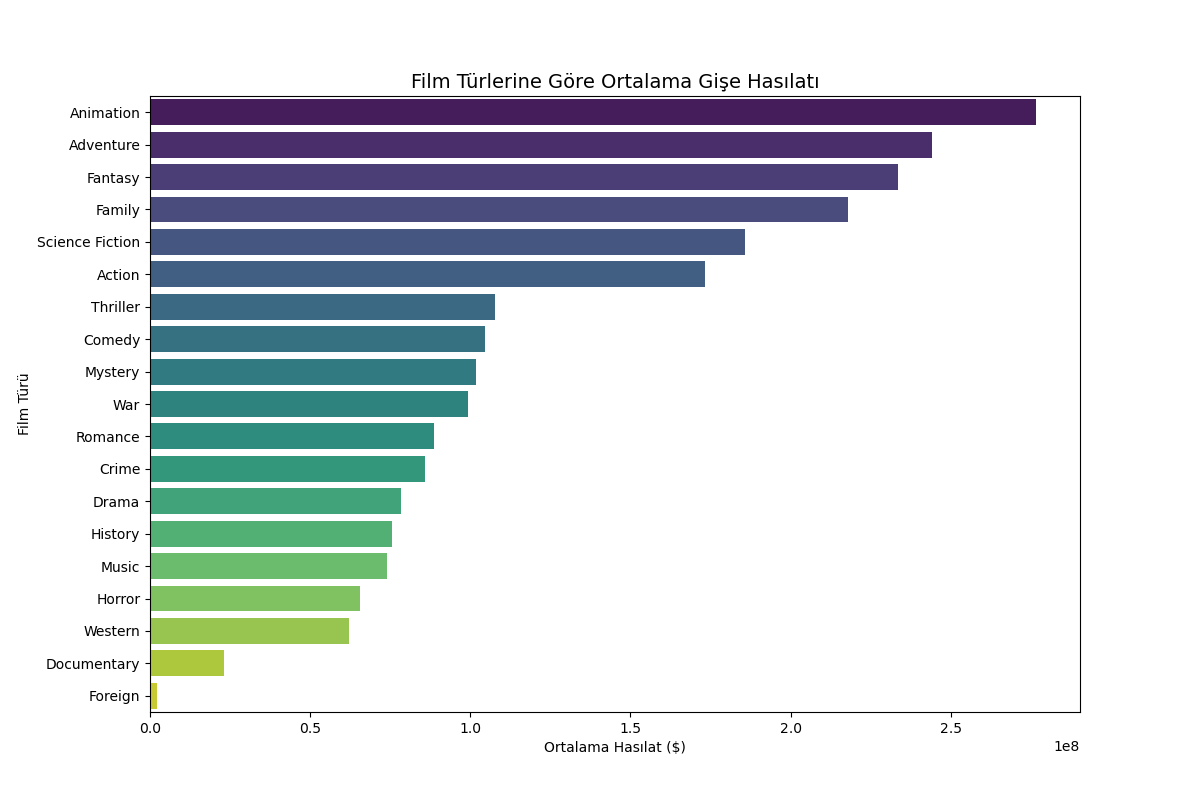 Film Türlerine Göre Ortalama Gişe Hasılatı
Animation
Adventure
Fantasy
Family
Science Fiction
Action
Thriller
Comedy
Mystery
War
Romance
Crime
Drama
History
Music
Horror
Western
Documentary
Foreign
Film Türü
0.0 0.5 1.0 1.5 2.0 2.5
1e8
Ortalama Hasılat ($)